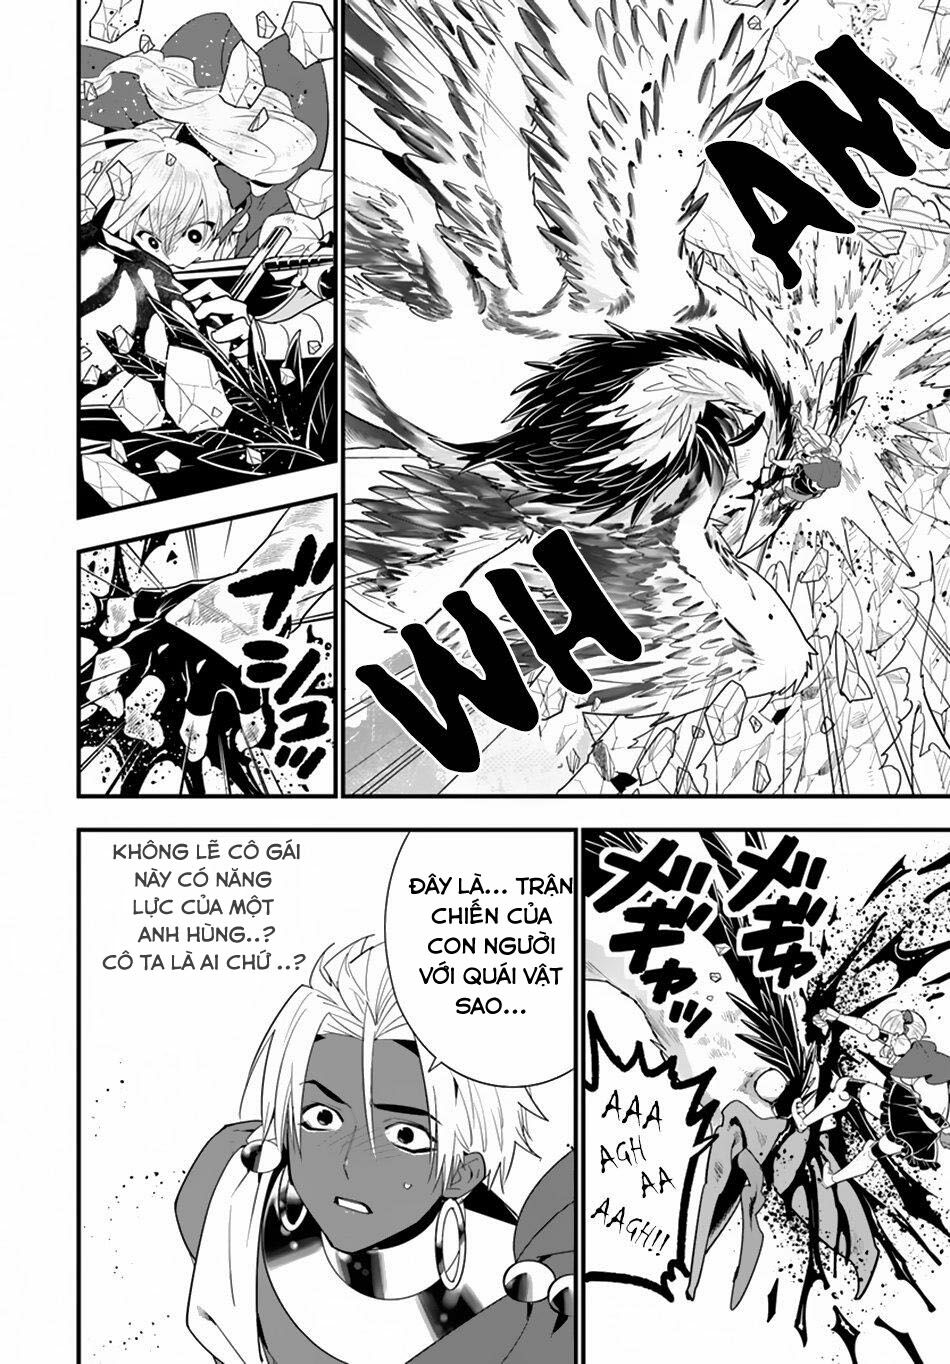 WH
AM
ブシュッ
メギャッ
メギャッ
AAA
AGH
AA
AAGH!!
ĐÂY LÀ... TRẬN
CHIẾN CỦA
CON NGƯỜI
VỚI QUÁI VẬT
SAO...
KHÔNG LẼ CÔ GÁI
NÀY CÓ NĂNG
LỰC CỦA MỘT
ANH HÙNG..?
CÔ TA LÀ AI CHỨ ..?